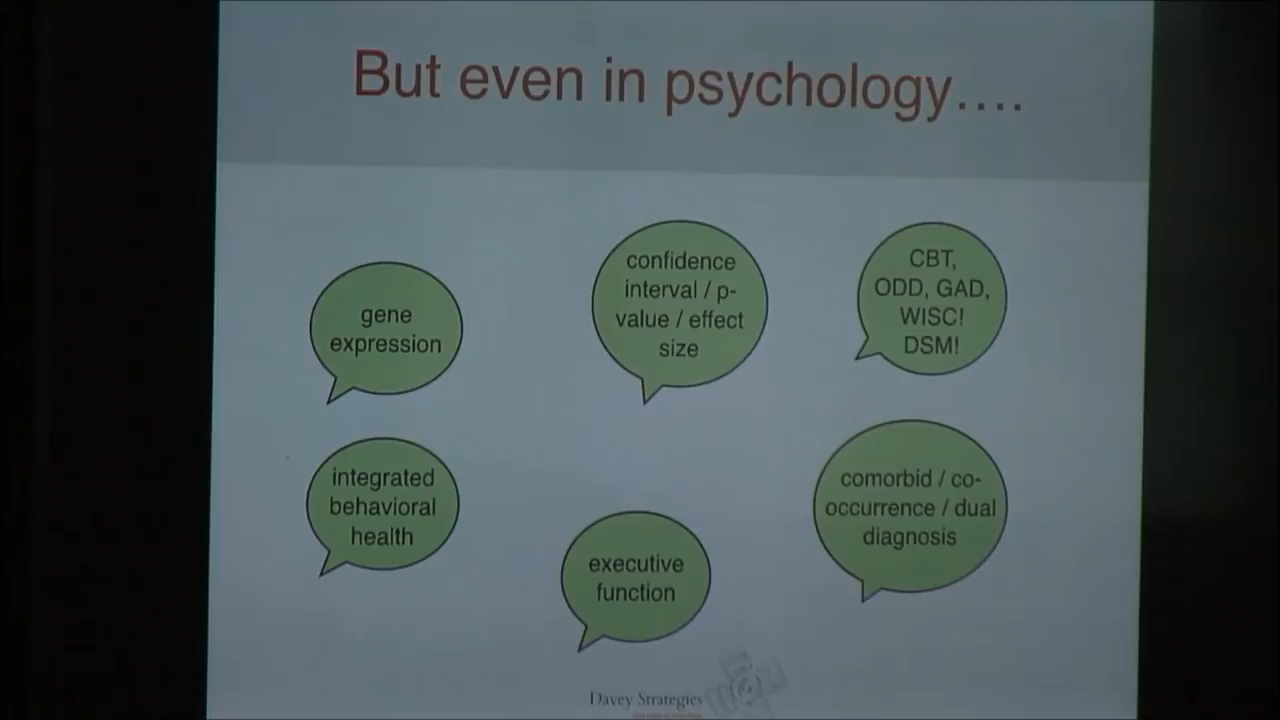 But even in psychology....
gene
expression
confidence
interval / p-
value / effect
size
CBT,
ODD, GAD,
WISC!
DSM!
integrated
behavioral
health
executive
function
comorbid / co-
occurrence / dual
diagnosis
Davey Strategies